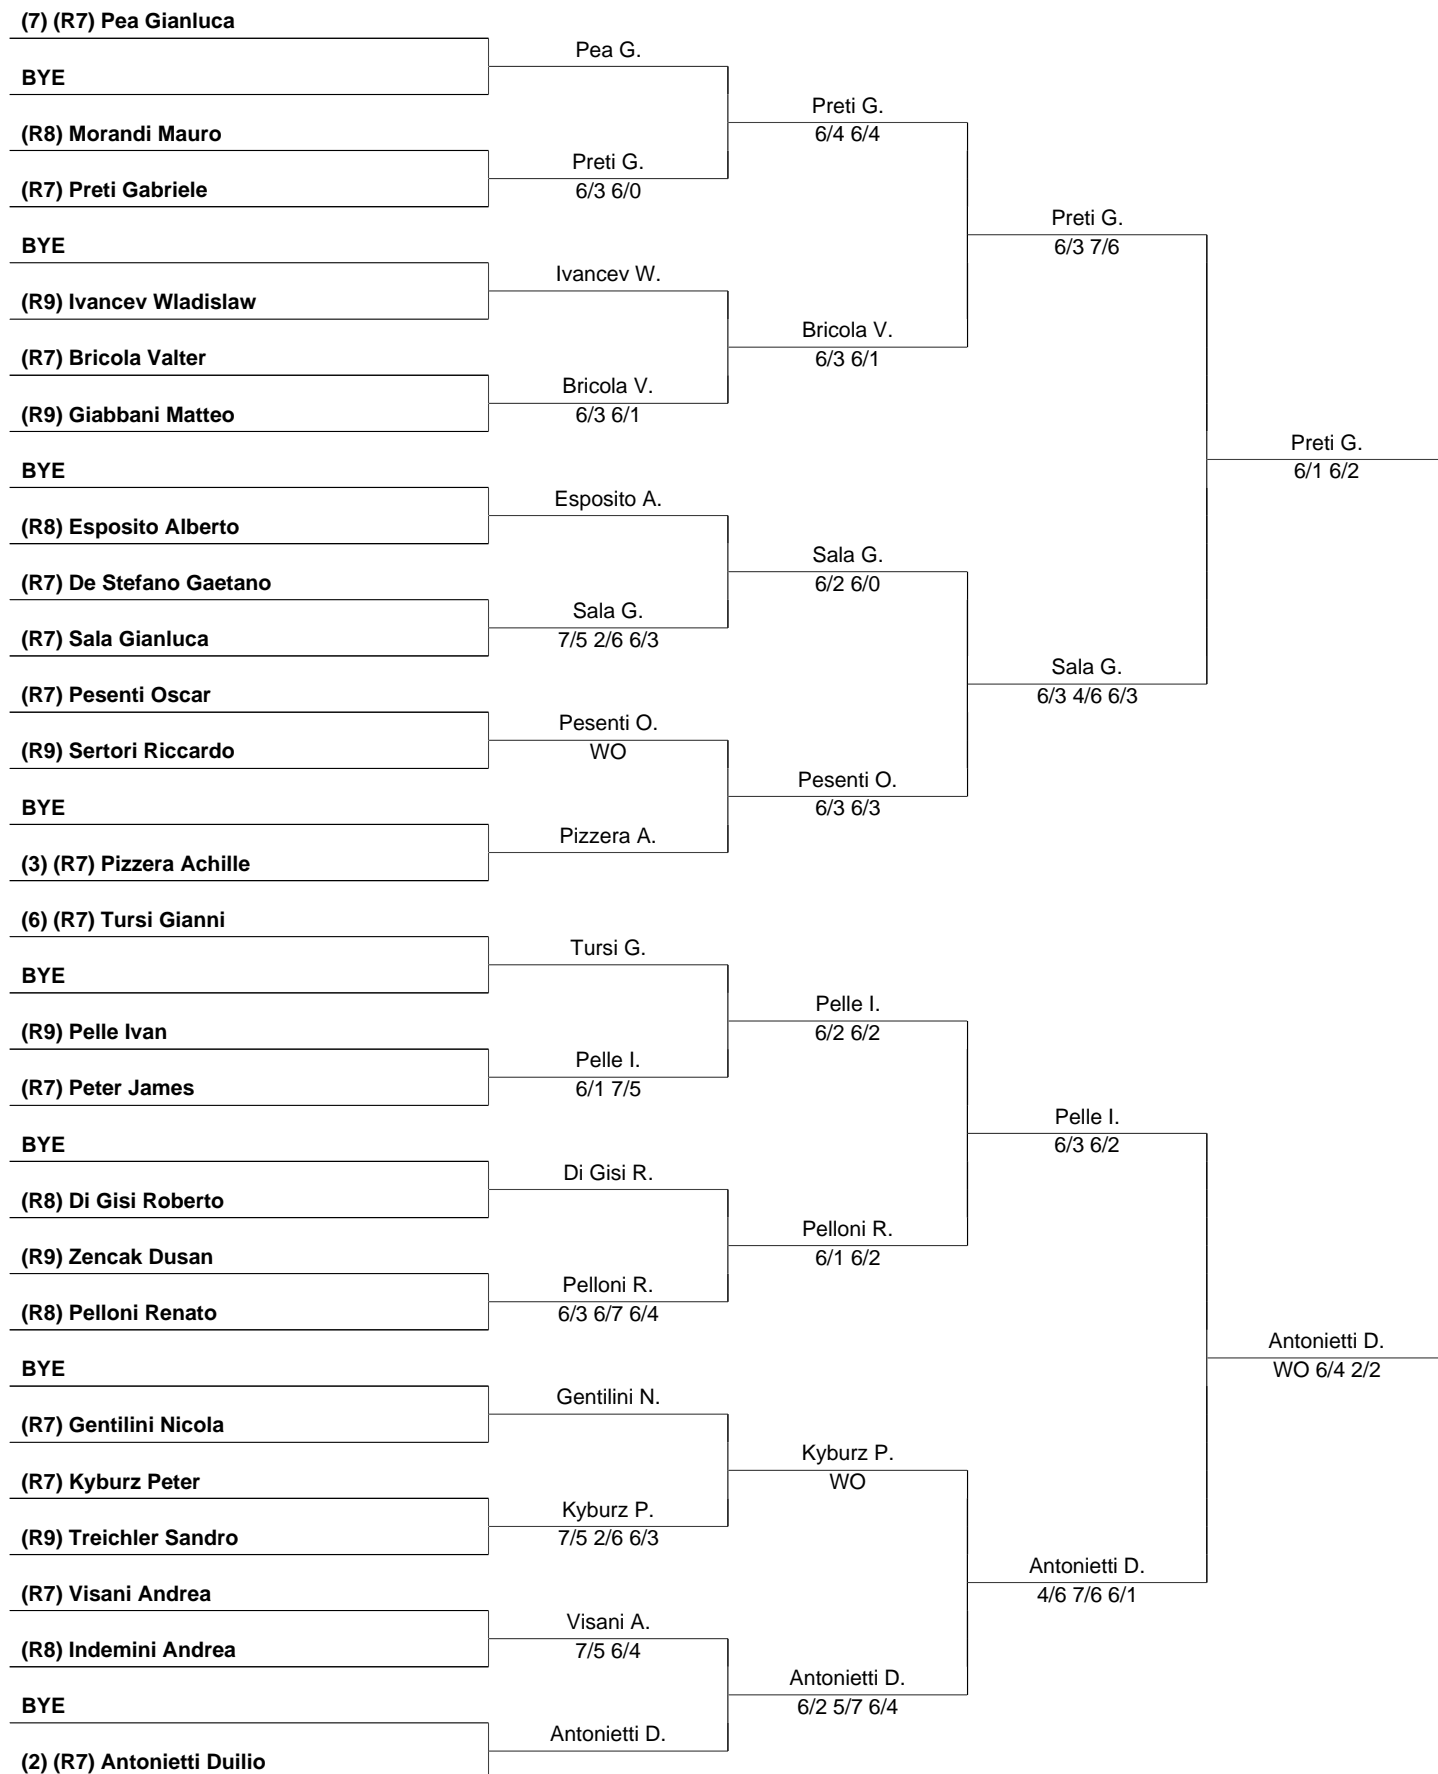 (7) (R7) Pea Gianluca
Pea G.
BYE
Preti G.
6/4 6/4
(R8) Morandi Mauro
Preti G.
6/3 6/0
(R7) Preti Gabriele
Preti G.
6/3 7/6
BYE
Ivancev W.
(R9) Ivancev Wladislaw
Bricola V.
6/3 6/1
(R7) Bricola Valter
Bricola V.
6/3 6/1
(R9) Giabbani Matteo
Preti G.
6/1 6/2
BYE
Esposito A.
(R8) Esposito Alberto
Sala G.
6/2 6/0
(R7) De Stefano Gaetano
Sala G.
7/5 2/6 6/3
(R7) Sala Gianluca
Sala G.
6/3 4/6 6/3
(R7) Pesenti Oscar
Pesenti O.
WO
(R9) Sertori Riccardo
Pesenti O.
6/3 6/3
BYE
Pizzera A.
(3) (R7) Pizzera Achille
(6) (R7) Tursi Gianni
Tursi G.
BYE
Pelle I.
6/2 6/2
(R9) Pelle Ivan
Pelle I.
6/1 7/5
(R7) Peter James
Pelle I.
6/3 6/2
BYE
Di Gisi R.
(R8) Di Gisi Roberto
Pelloni R.
6/1 6/2
(R9) Zencak Dusan
Pelloni R.
6/3 6/7 6/4
(R8) Pelloni Renato
Antonietti D.
WO 6/4 2/2
BYE
Gentilini N.
(R7) Gentilini Nicola
Kyburz P.
WO
(R7) Kyburz Peter
Kyburz P.
7/5 2/6 6/3
(R9) Treichler Sandro
Antonietti D.
4/6 7/6 6/1
(R7) Visani Andrea
Visani A.
7/5 6/4
(R8) Indemini Andrea
Antonietti D.
6/2 5/7 6/4
BYE
Antonietti D.
(2) (R7) Antonietti Duilio